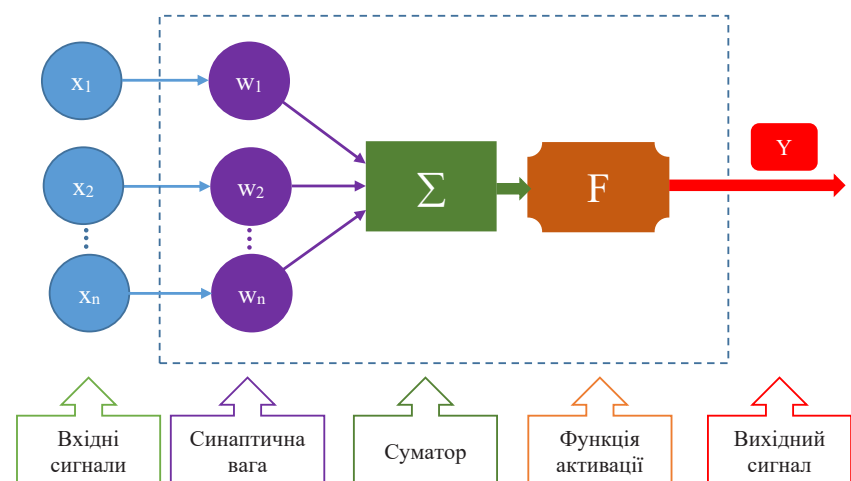 x1
w1
Y
x2
w2
Σ
F
xn
wn
Вхідні
сигнали
Синаптична
вага
Суматор
Функція
активації
Вихідний
сигнал